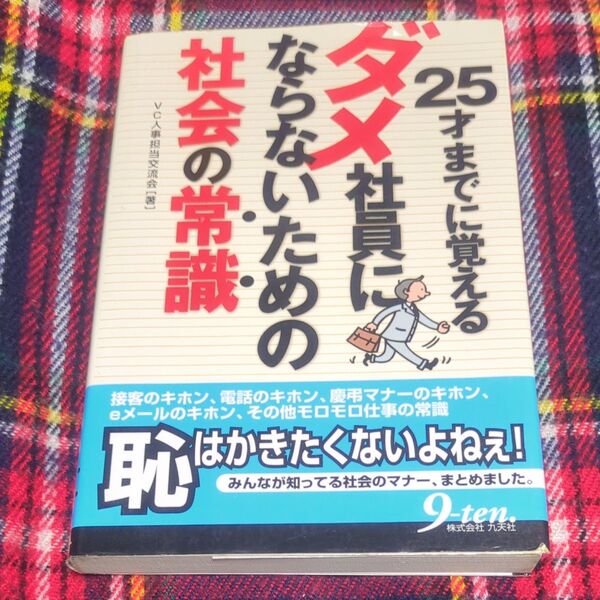 25才までに覚える
ダメ社員に
ならないための
社会の常識
VC人事担当交流会[著]
接客のキホン、電話のキホン、慶弔マナーのキホン、
eメールのキホン、その他モロモロ仕事の常識
恥はかきたくないよねぇ!
みんなが知ってる社会のマナー、まとめました。
9-ten.
株式会社 九天社